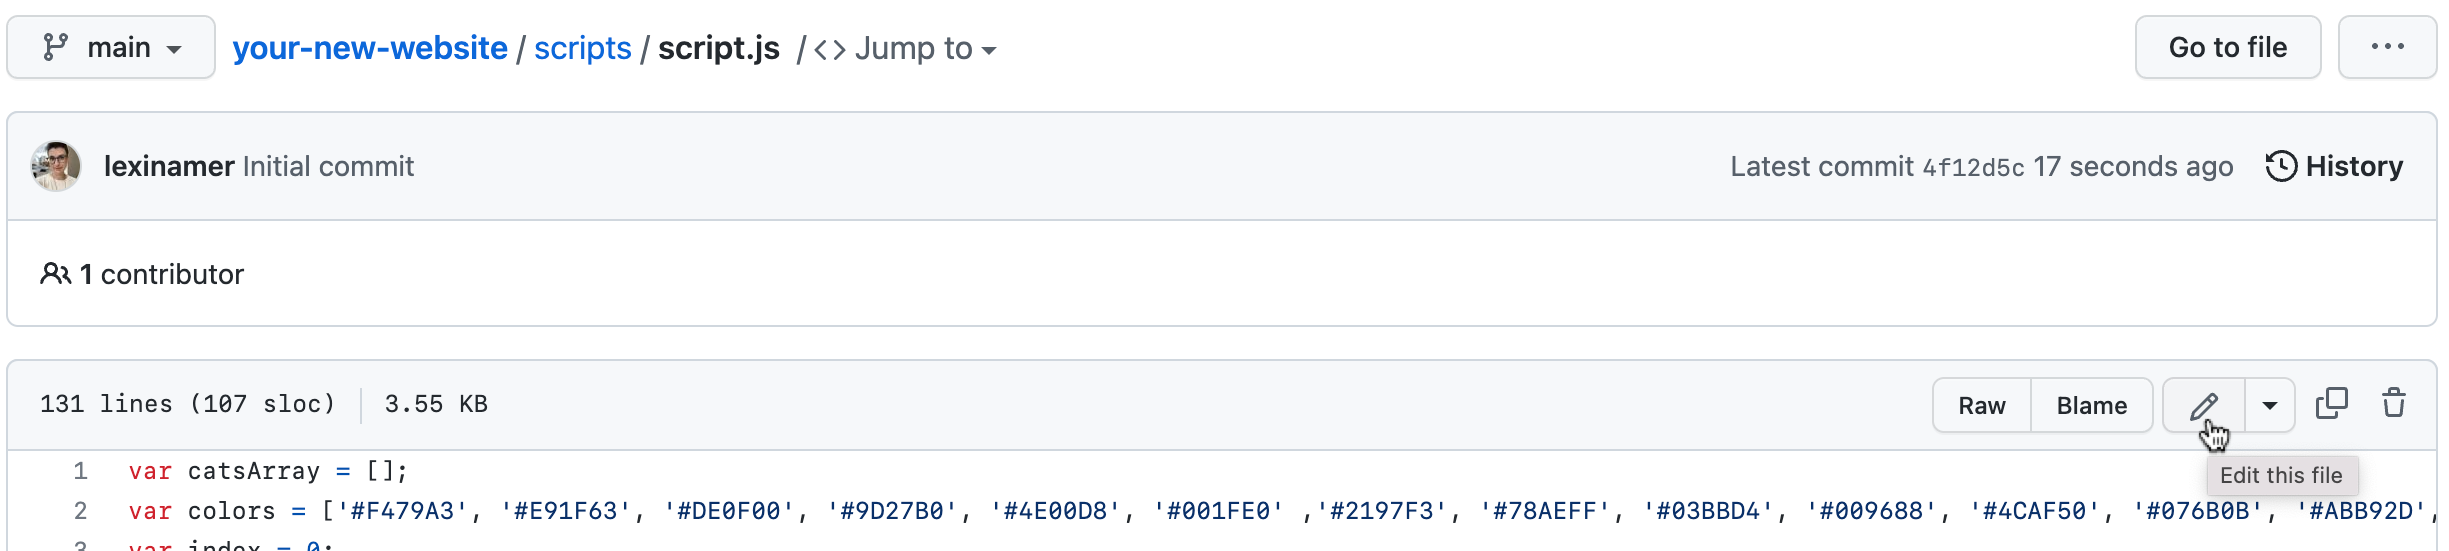 main your-new-website / scripts / script.js / <> Jump to Go to file ...
lexinamer Initial commit Latest commit 4f12d5c 17 seconds ago History
1 contributor
131 lines (107 sloc) 3.55 KB Raw Blame
Edit this file
1 var catsArray = [];
2 var colors = ['#F479A3', '#E91F63', '#DE0F00', '#9D27B0', '#4E00D8', '#001FE0' ,'#2197F3', '#78AEFF', '#03BBD4', '#009688', '#4CAF50', '#076B0B', '#ABB92D',
3 var index = 0;